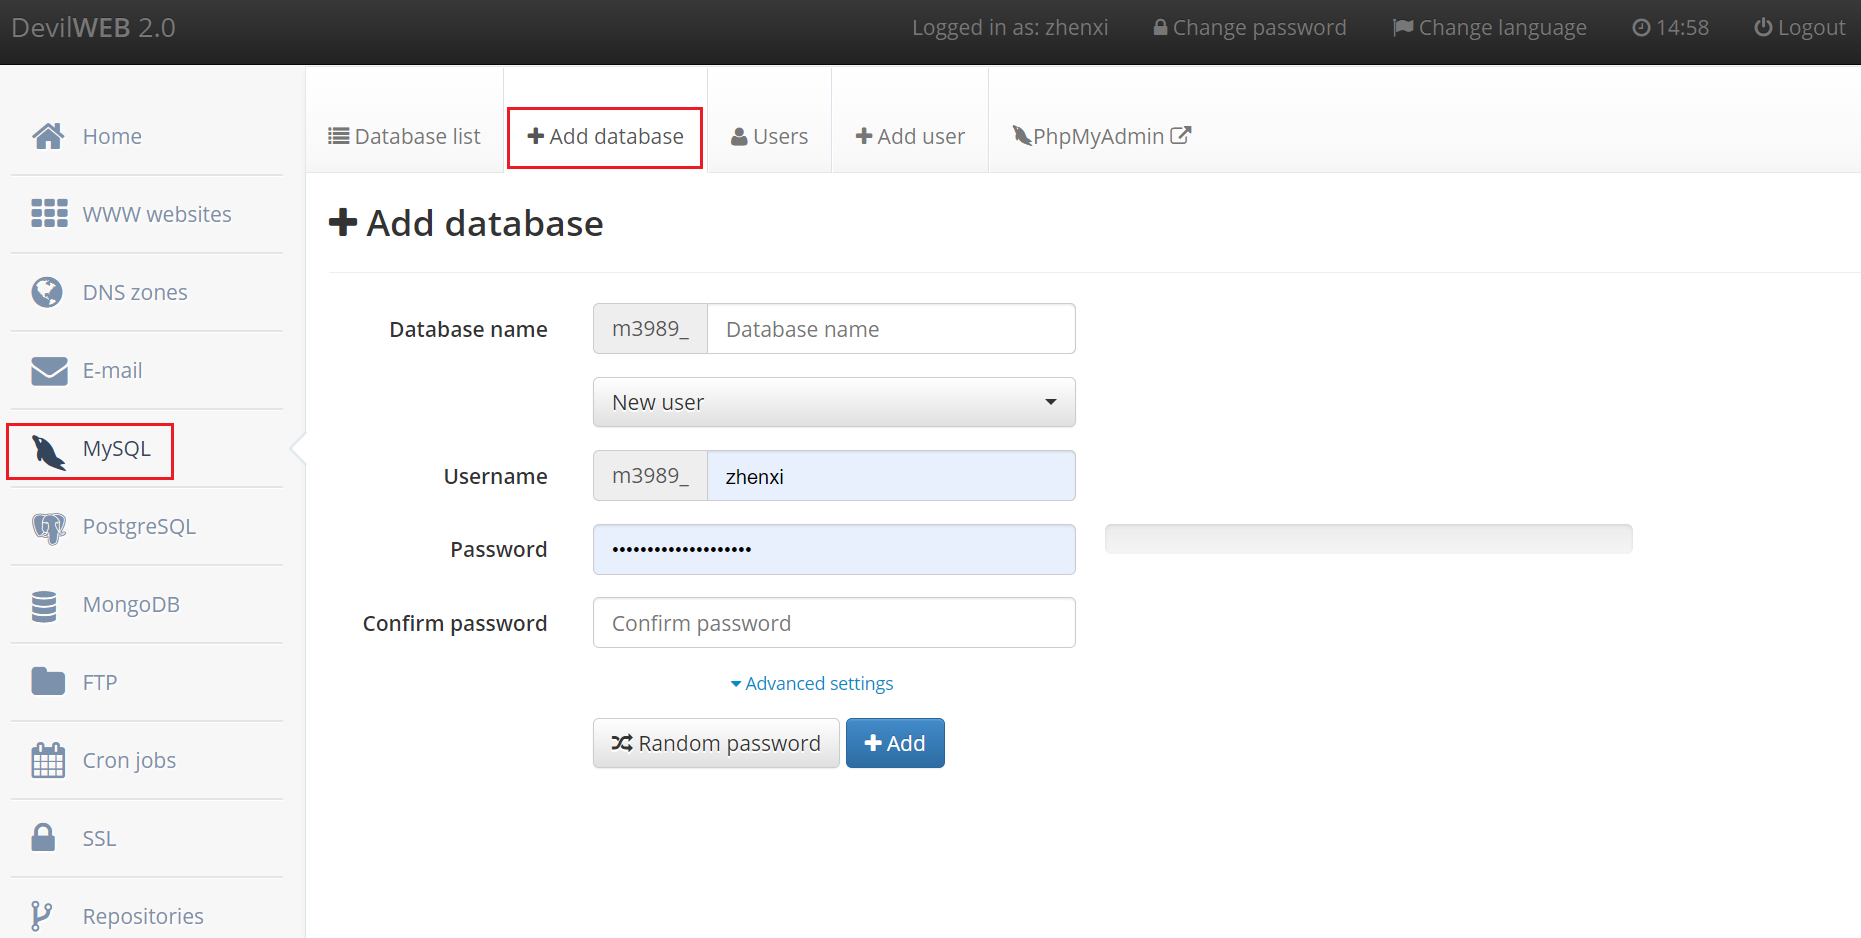 DevilWEB 2.0
Logged in as: zhenxi
Change password
Change language
14:58
Logout
Home
WWW websites
DNS zones
E-mail
MySQL
PostgreSQL
MongoDB
FTP
Cron jobs
SSL
Repositories
Database list
Add database
Users
Add user
PhpMyAdmin
Add database
Database name m3989_ Database name
New user
Username m3989_ zhenxi
Password ••••••••••••••••••••
Confirm password Confirm password
Advanced settings
Random password Add